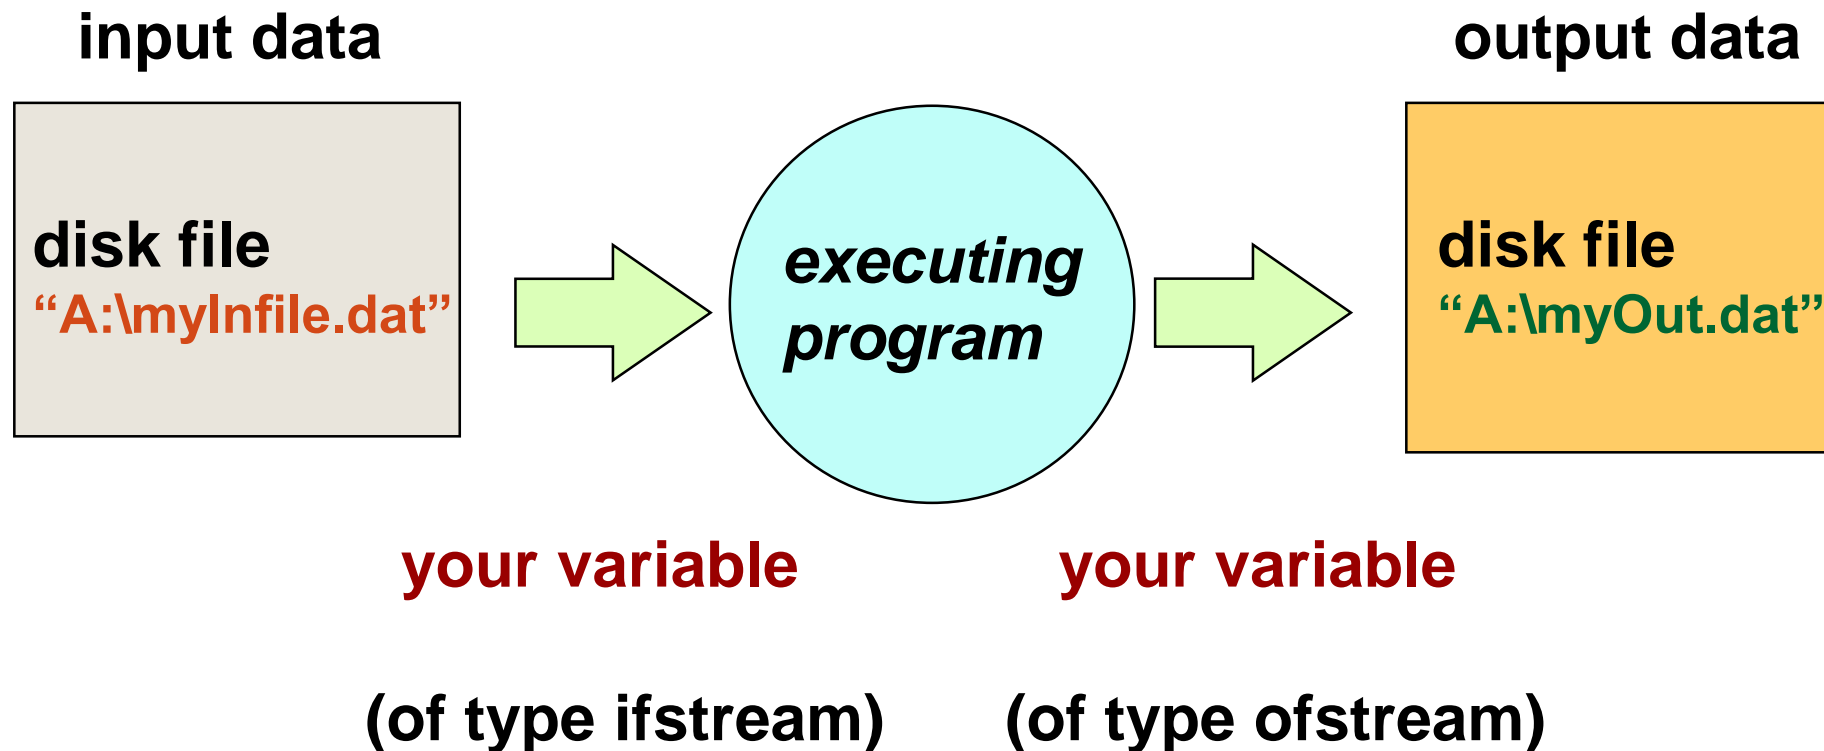 input data
output data
disk file
“A:\myInfile.dat”
executing
program
disk file
“A:\myOut.dat”
your variable
your variable
(of type ifstream)
(of type ofstream)